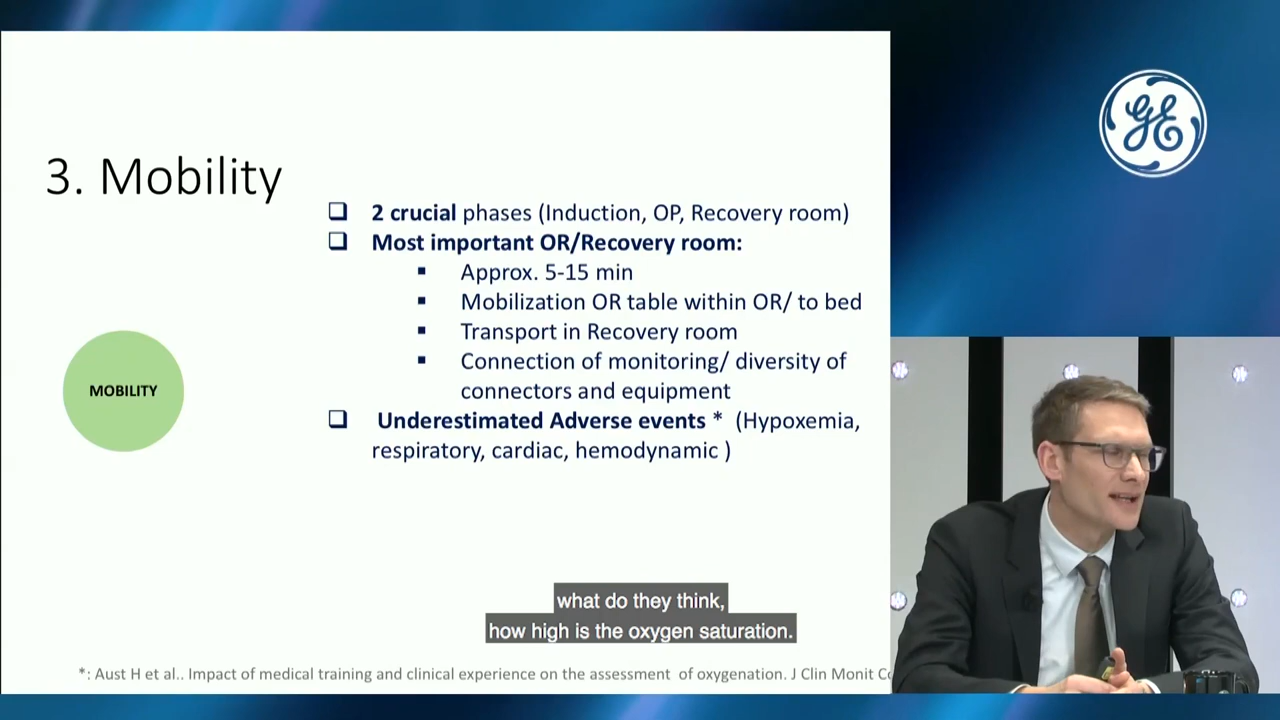 GE
3. Mobility
❑ 2 crucial phases (Induction, OP, Recovery room)
❑ Most important OR/Recovery room:
▪ Approx. 5-15 min
▪ Mobilization OR table within OR/ to bed
▪ Transport in Recovery room
▪ Connection of monitoring/ diversity of
connectors and equipment
❑ Underestimated Adverse events * (Hypoxemia,
respiratory, cardiac, hemodynamic )
MOBILITY
what do they think,
how high is the oxygen saturation.
*: Aust H et al.. Impact of medical training and clinical experience on the assessment of oxygenation. J Clin Monit